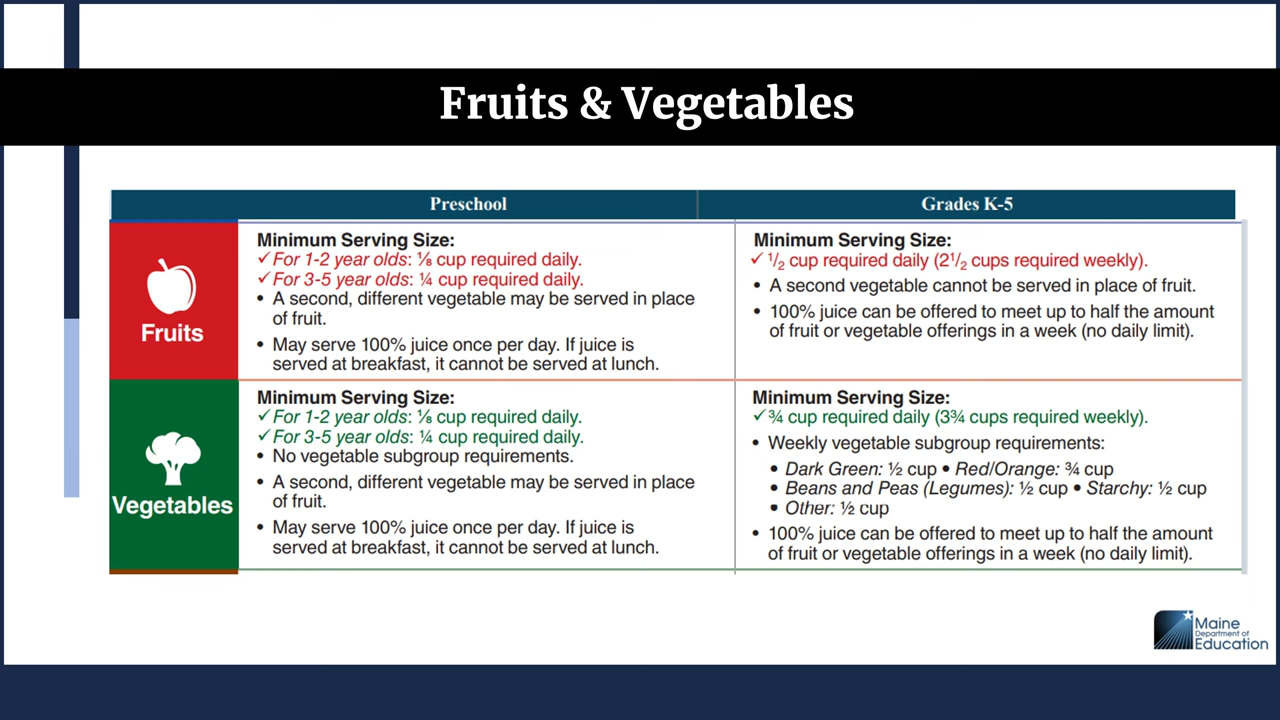 Fruits & Vegetables
Preschool
Grades K-5
Fruits
Minimum Serving Size:
✓For 1-2 year olds: ⅛ cup required daily.
✓For 3-5 year olds: ¼ cup required daily.
• A second, different vegetable may be served in place
of fruit.
• May serve 100% juice once per day. If juice is
served at breakfast, it cannot be served at lunch.
Minimum Serving Size:
✓ 1/2 cup required daily (21/2 cups required weekly).
• A second vegetable cannot be served in place of fruit.
• 100% juice can be offered to meet up to half the amount
of fruit or vegetable offerings in a week (no daily limit).
Vegetables
Minimum Serving Size:
✓For 1-2 year olds: ⅛ cup required daily.
✓For 3-5 year olds: ¼ cup required daily.
• No vegetable subgroup requirements.
• A second, different vegetable may be served in place
of fruit.
• May serve 100% juice once per day. If juice is
served at breakfast, it cannot be served at lunch.
Minimum Serving Size:
✓¾ cup required daily (3¾ cups required weekly).
• Weekly vegetable subgroup requirements:
• Dark Green: ½ cup • Red/Orange: ¾ cup
• Beans and Peas (Legumes): ½ cup • Starchy: ½ cup
• Other: ½ cup
• 100% juice can be offered to meet up to half the amount
of fruit or vegetable offerings in a week (no daily limit).
Maine
Department of
Education